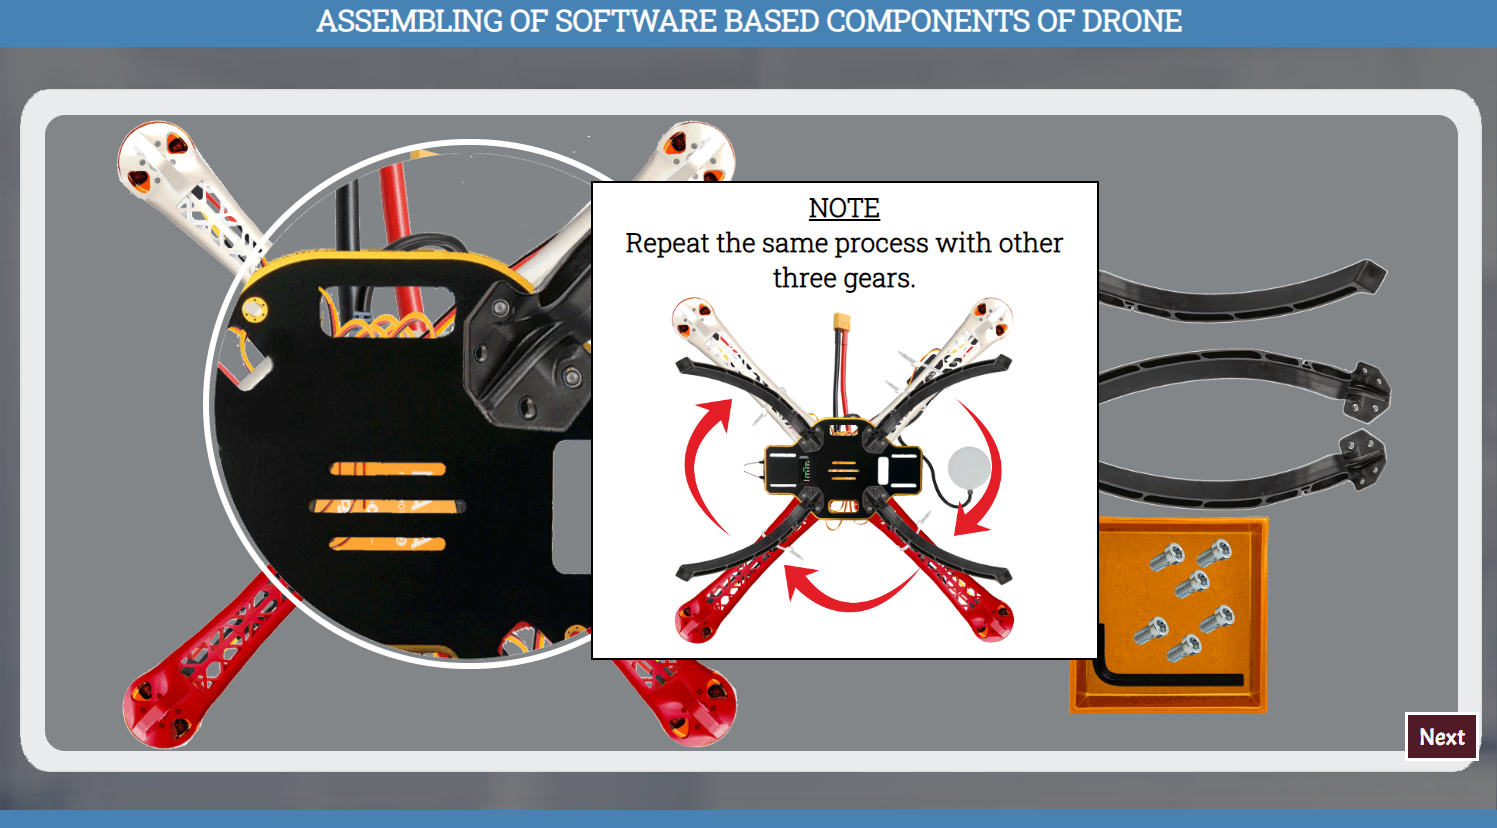 ASSEMBLING OF SOFTWARE BASED COMPONENTS OF DRONE
NOTE
Repeat the same process with other
three gears.
Next